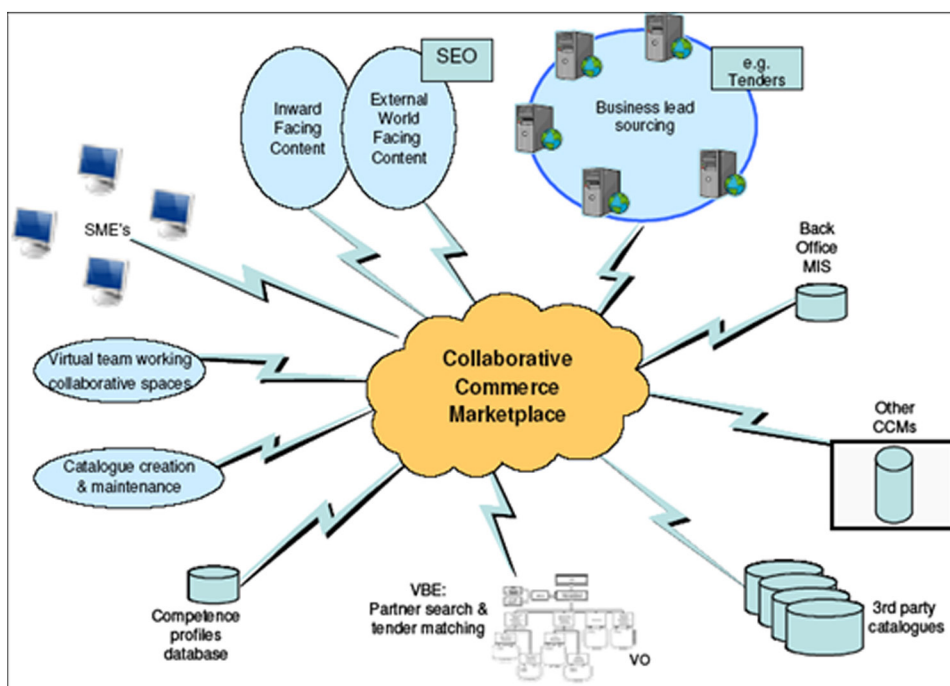 SEO
e.g.
Tenders
Inward
Facing
Content
External
World
Facing
Content
Business lead
sourcing
SME's
Back
Office
MIS
Virtual team working
collaborative spaces
Collaborative
Commerce
Marketplace
Other
CCMs
Catalogue creation
& maintenance
Competence
profiles
database
VBE:
Partner search &
tender matching
VO
3rd party
catalogues